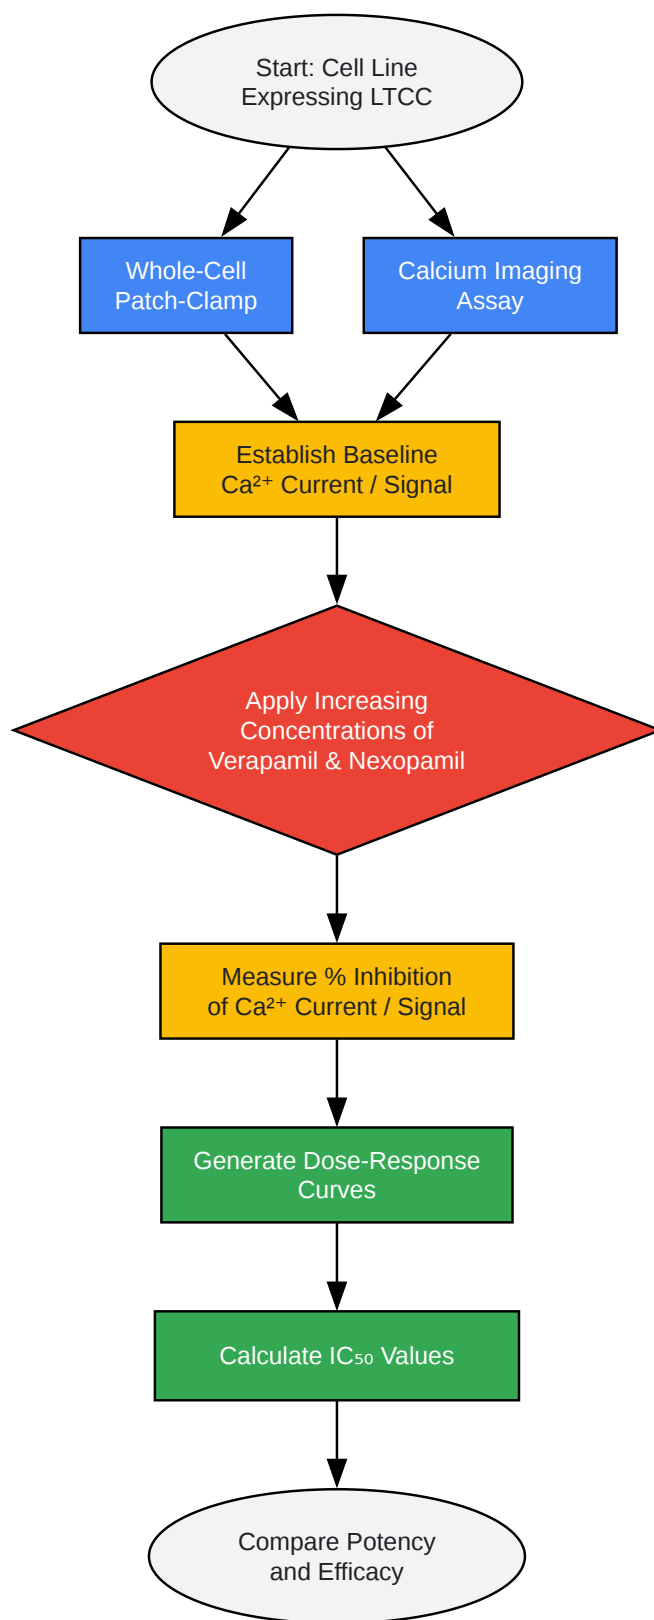 Start: Cell Line
Expressing LTCC
Whole-Cell
Patch-Clamp
Calcium Imaging
Assay
Establish Baseline
Ca²⁺ Current / Signal
Apply Increasing
Concentrations of
Verapamil & Nexopamil
Measure % Inhibition
of Ca²⁺ Current / Signal
Generate Dose-Response
Curves
Calculate IC₅₀ Values
Compare Potency
and Efficacy